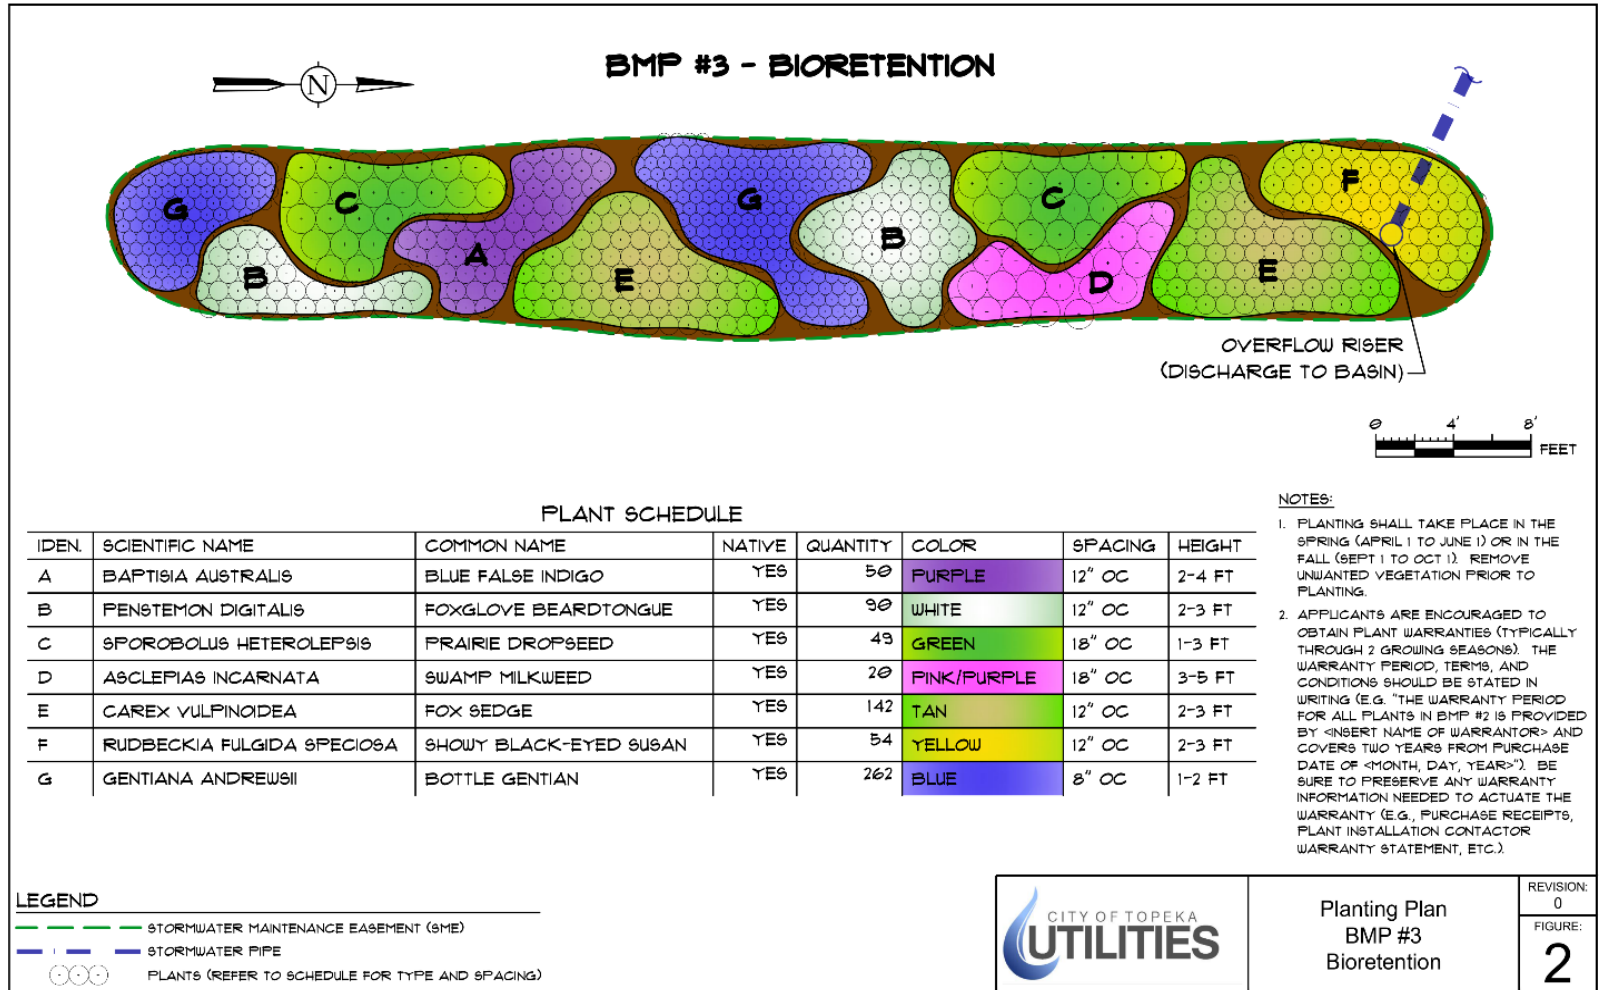 BMP #3 - BIORETENTION
N
G
C
A
G
B
C
F
B
E
D
E
OVERFLOW RISER
(DISCHARGE TO BASIN)
0 4' 8'
FEET
PLANT SCHEDULE
IDEN. SCIENTIFIC NAME COMMON NAME NATIVE QUANTITY COLOR SPACING HEIGHT
A BAPTISIA AUSTRALIS BLUE FALSE INDIGO YES 50 PURPLE 12" OC 2-4 FT
B PENSTEMON DIGITALIS FOXGLOVE BEARDTONGUE YES 90 WHITE 12" OC 2-3 FT
C SPOROBOLUS HETEROLEPSIS PRAIRIE DROPSEED YES 49 GREEN 18" OC 1-3 FT
D ASCLEPIAS INCARNATA SWAMP MILKWEED YES 20 PINK/PURPLE 18" OC 3-5 FT
E CAREX VULPINOIDEA FOX SEDGE YES 142 TAN 12" OC 2-3 FT
F RUDBECKIA FULGIDA SPECIOSA SHOWY BLACK-EYED SUSAN YES 54 YELLOW 12" OC 2-3 FT
G GENTIANA ANDREWSII BOTTLE GENTIAN YES 262 BLUE 8" OC 1-2 FT
NOTES:
1. PLANTING SHALL TAKE PLACE IN THE
SPRING (APRIL 1 TO JUNE 1) OR IN THE
FALL (SEPT 1 TO OCT 1). REMOVE
UNWANTED VEGETATION PRIOR TO
PLANTING.
2. APPLICANTS ARE ENCOURAGED TO
OBTAIN PLANT WARRANTIES (TYPICALLY
THROUGH 2 GROWING SEASONS). THE
WARRANTY PERIOD, TERMS, AND
CONDITIONS SHOULD BE STATED IN
WRITING (E.G. "THE WARRANTY PERIOD
FOR ALL PLANTS IN BMP #2 IS PROVIDED
BY <INSERT NAME OF WARRANTOR> AND
COVERS TWO YEARS FROM PURCHASE
DATE OF <MONTH, DAY, YEAR>"). BE
SURE TO PRESERVE ANY WARRANTY
INFORMATION NEEDED TO ACTUATE THE
WARRANTY (E.G., PURCHASE RECEIPTS,
PLANT INSTALLATION CONTACTOR
WARRANTY STATEMENT, ETC.).
LEGEND
STORMWATER MAINTENANCE EASEMENT (SME)
STORMWATER PIPE
PLANTS (REFER TO SCHEDULE FOR TYPE AND SPACING)
CITY OF TOPEKA
UTILITIES
Planting Plan
BMP #3
Bioretention
REVISION:
0
FIGURE:
2